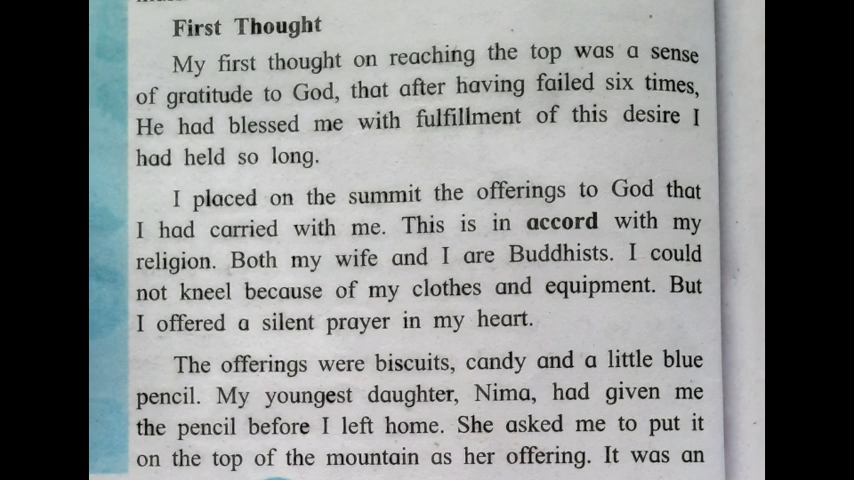 First Thought
My first thought on reaching the top was a sense
of gratitude to God, that after having failed six times,
He had blessed me with fulfillment of this desire I
had held so long.
I placed on the summit the offerings to God that
I had carried with me. This is in accord with my
religion. Both my wife and I are Buddhists. I could
not kneel because of my clothes and equipment. But
I offered a silent prayer in my heart.
The offerings were biscuits, candy and a little blue
pencil. My youngest daughter, Nima, had given me
the pencil before I left home. She asked me to put it
on the top of the mountain as her offering. It was an